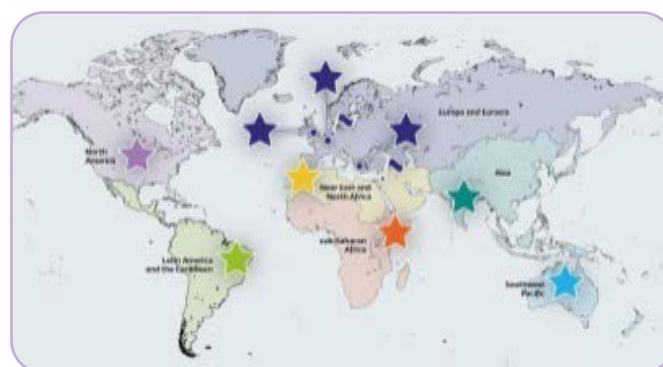 Europe and Eurasia
North
America
Asia
Near East and
North Africa
sub-Saharan
Africa
Latin America
and the Caribbean
Southwest
Pacific